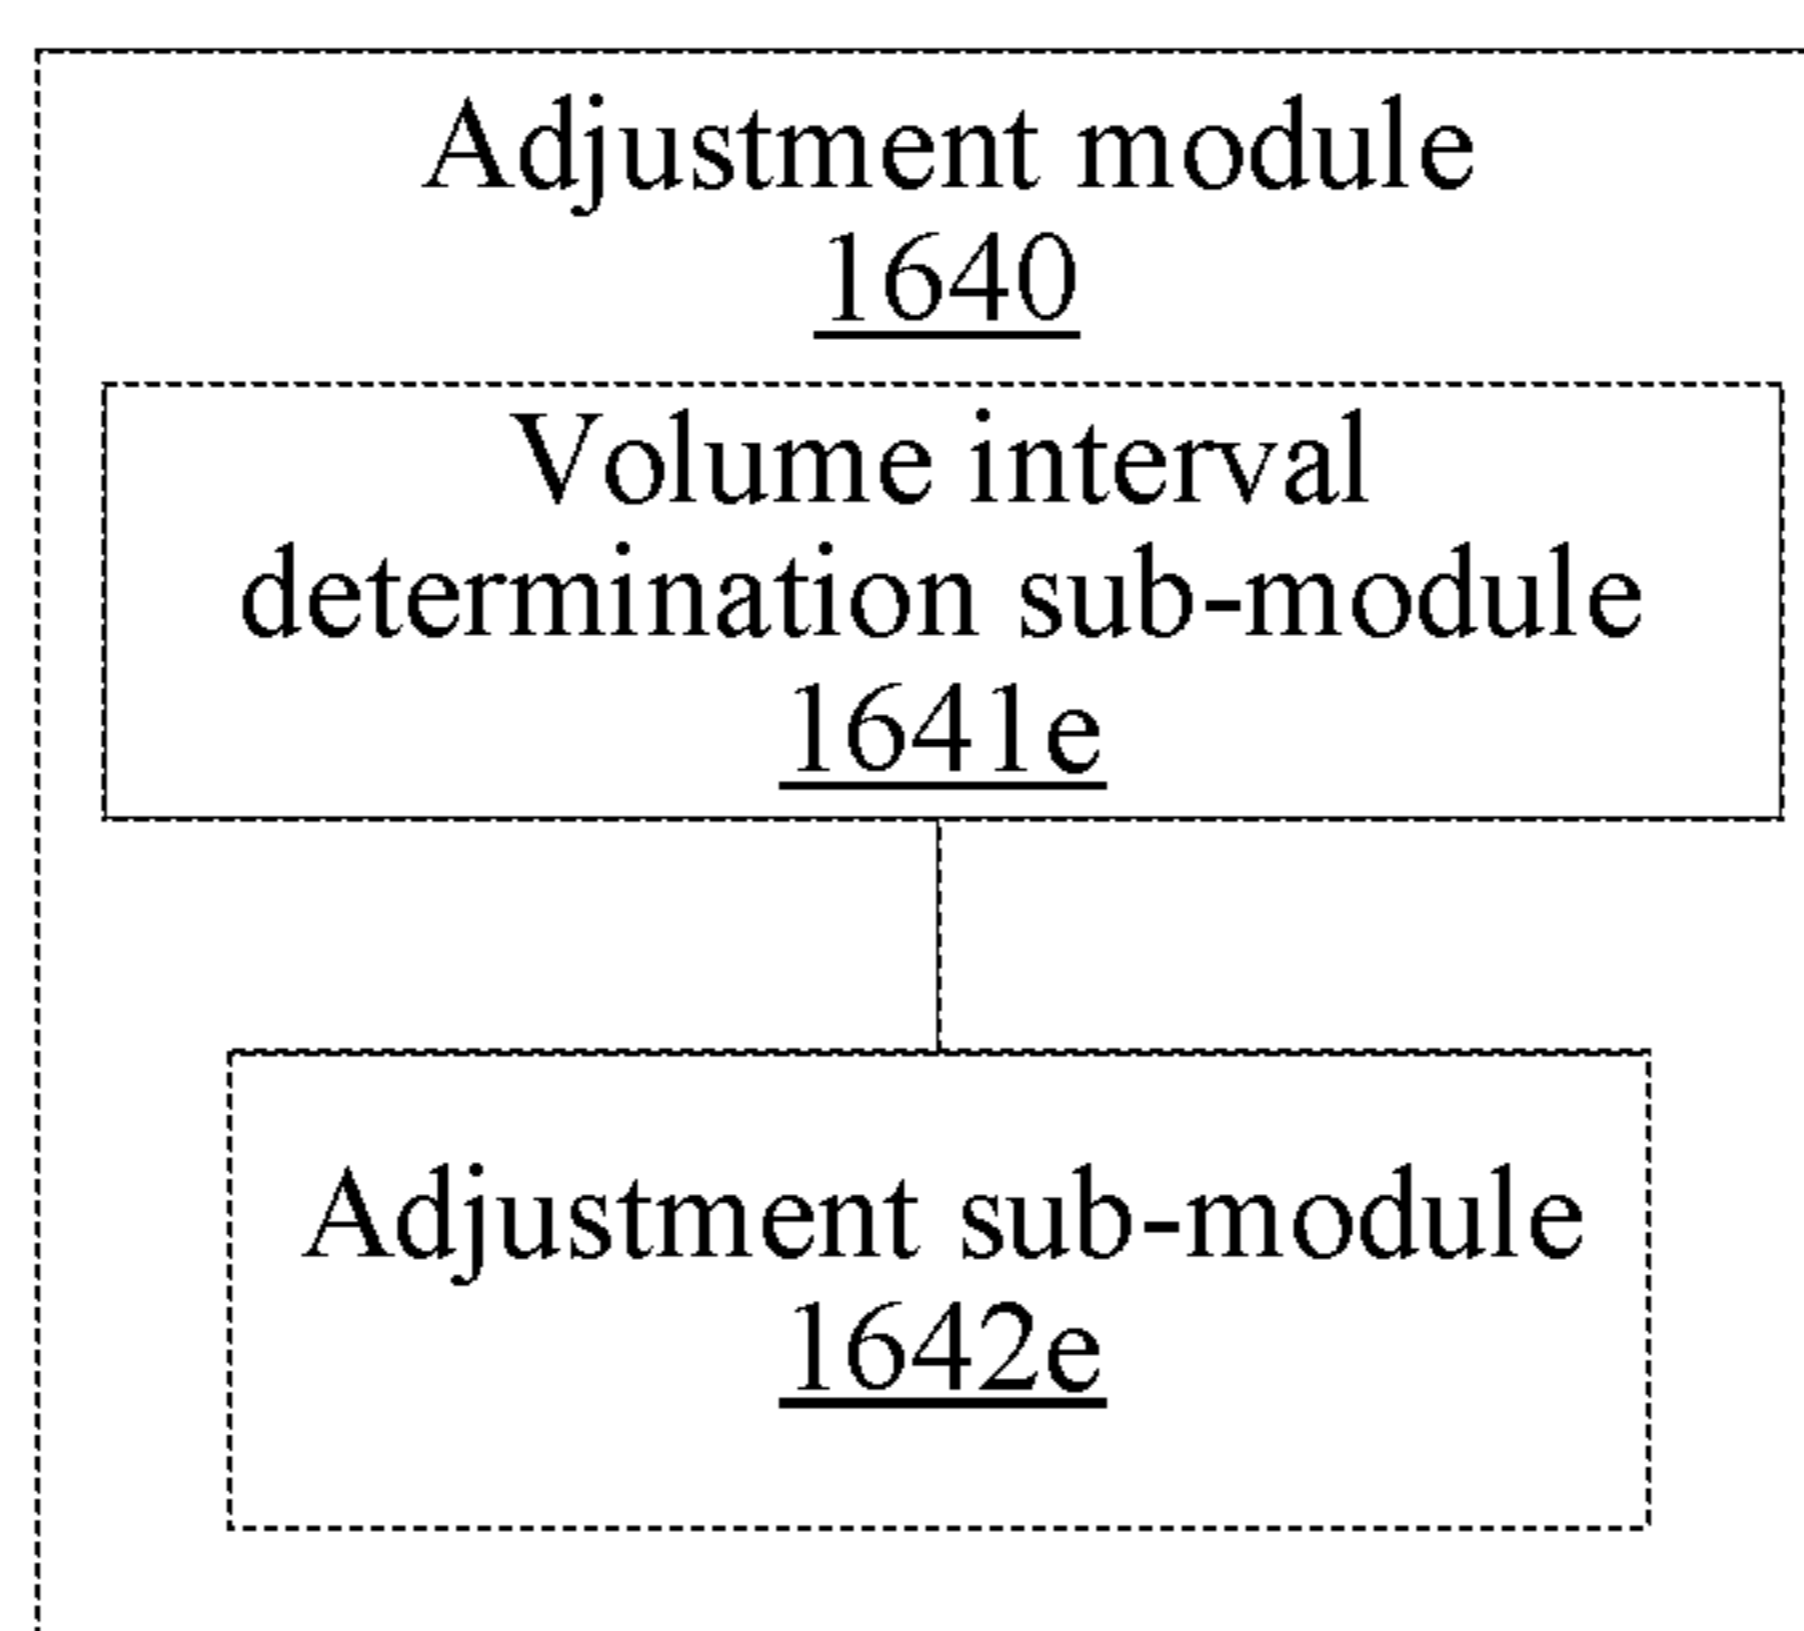 Adjustment module
1640
Volume interval
determination sub-module
1641e
Adjustment sub-module
1642e